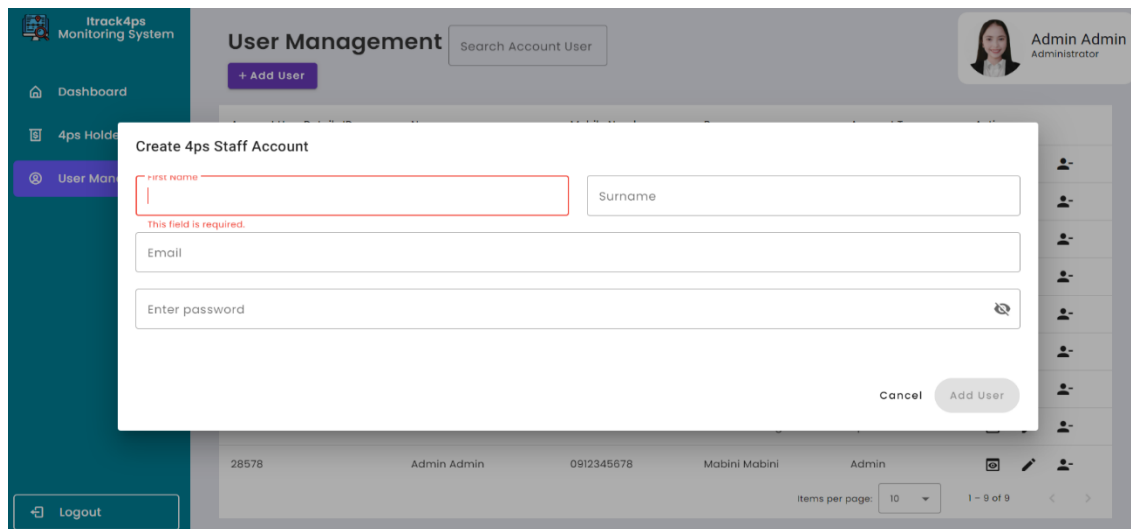 Itrack4ps
Monitoring System
User Management
Search Account User
Admin Admin
Administrator
+ Add User
Dashboard
4ps Holde
User Man
Create 4ps Staff Account
First Name
Surname
This field is required.
Email
Enter password
Cancel
Add User
28578
Admin Admin
0912345678
Mabini Mabini
Admin
Items per page:
10
1 – 9 of 9
Logout